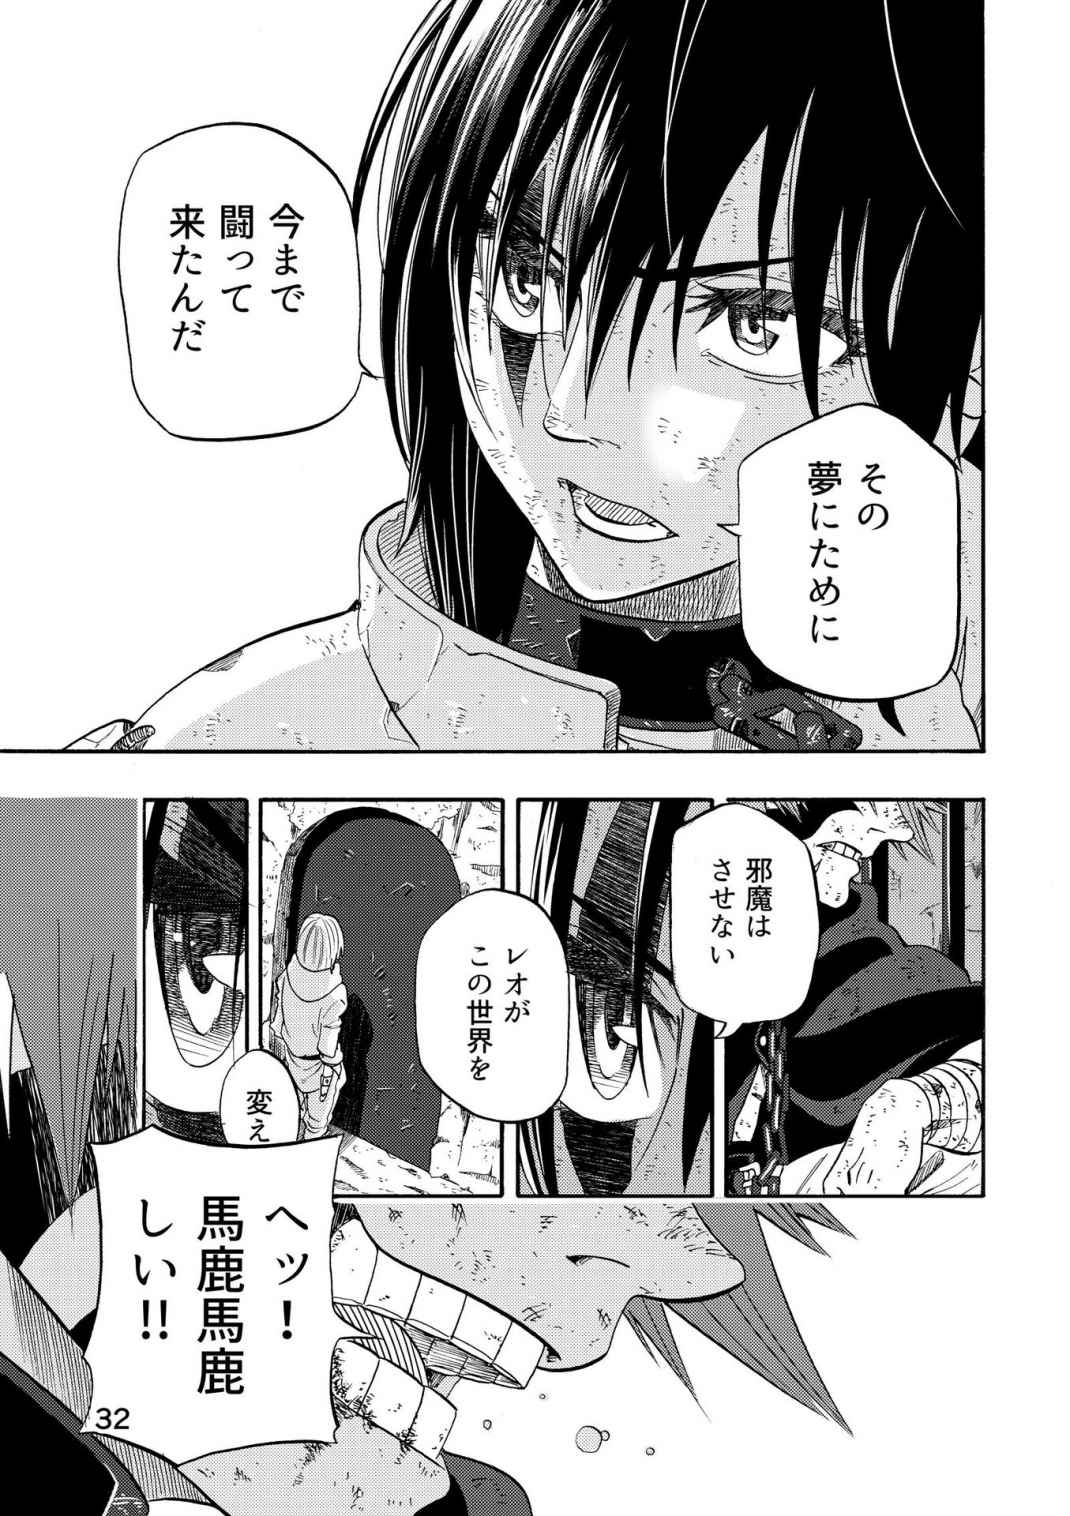 その
夢にために
今まで
闘って
来たんだ
邪魔は
させない
レオが
この世界を
変え
ヘッ！
馬鹿馬鹿
しい!!
32